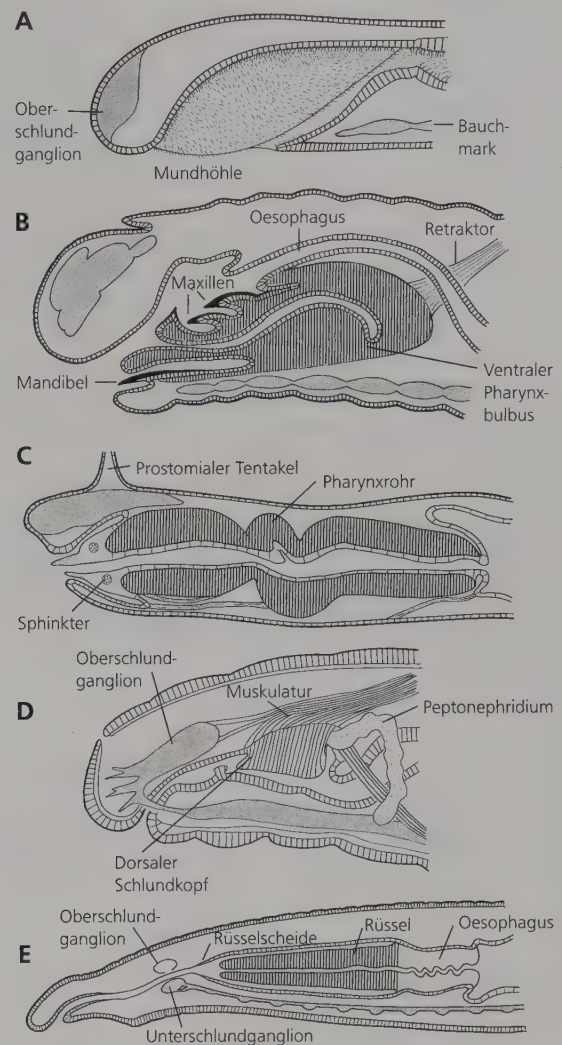 A
Ober-
schlund-
ganglion
Mundhöhle
Bauch-
mark
B
Oesophagus
Retraktor
Maxillen
Mandibel
Ventraler
Pharynx-
bulbus
C
Prostomialer Tentakel
Pharynxrohr
Sphinkter
Oberschlund-
ganglion
D
Muskulatur
Peptonephridium
Dorsaler
Schlundkopf
Oberschlund-
ganglion
E
Rüsselscheide
Rüssel
Oesophagus
Unterschlundganglion